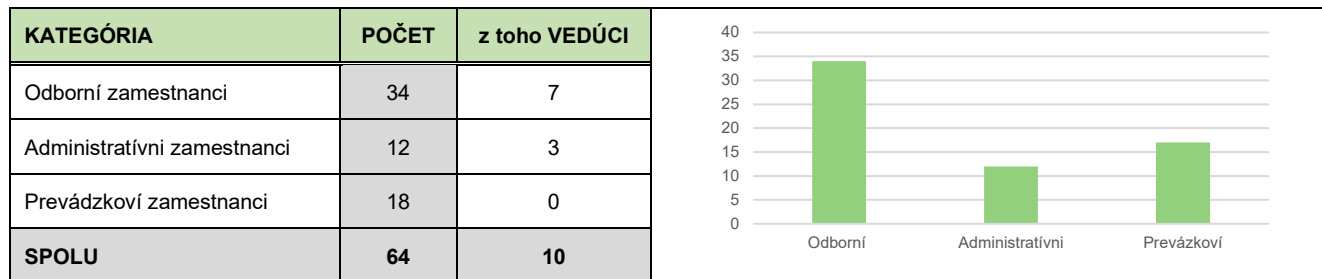 KATEGÓRIA POČET z toho VEDÚCI
Odborní zamestnanci 34 7
Administratívni zamestnanci 12 3
Prevádzkoví zamestnanci 18 0
SPOLU 64 10
40
35
30
25
20
15
10
5
0
Odborní Administratívni Prevázkoví